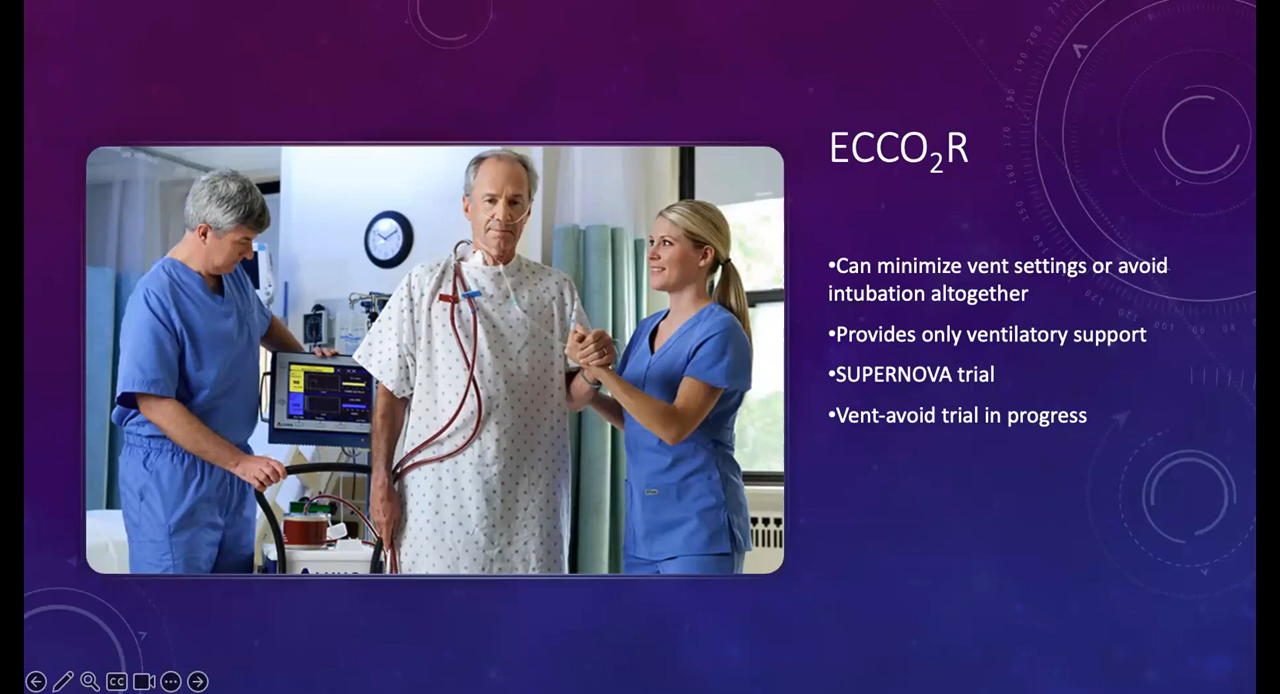 ECCO₂R
•Can minimize vent settings or avoid
intubation altogether
•Provides only ventilatory support
•SUPERNOVA trial
•Vent-avoid trial in progress
CC